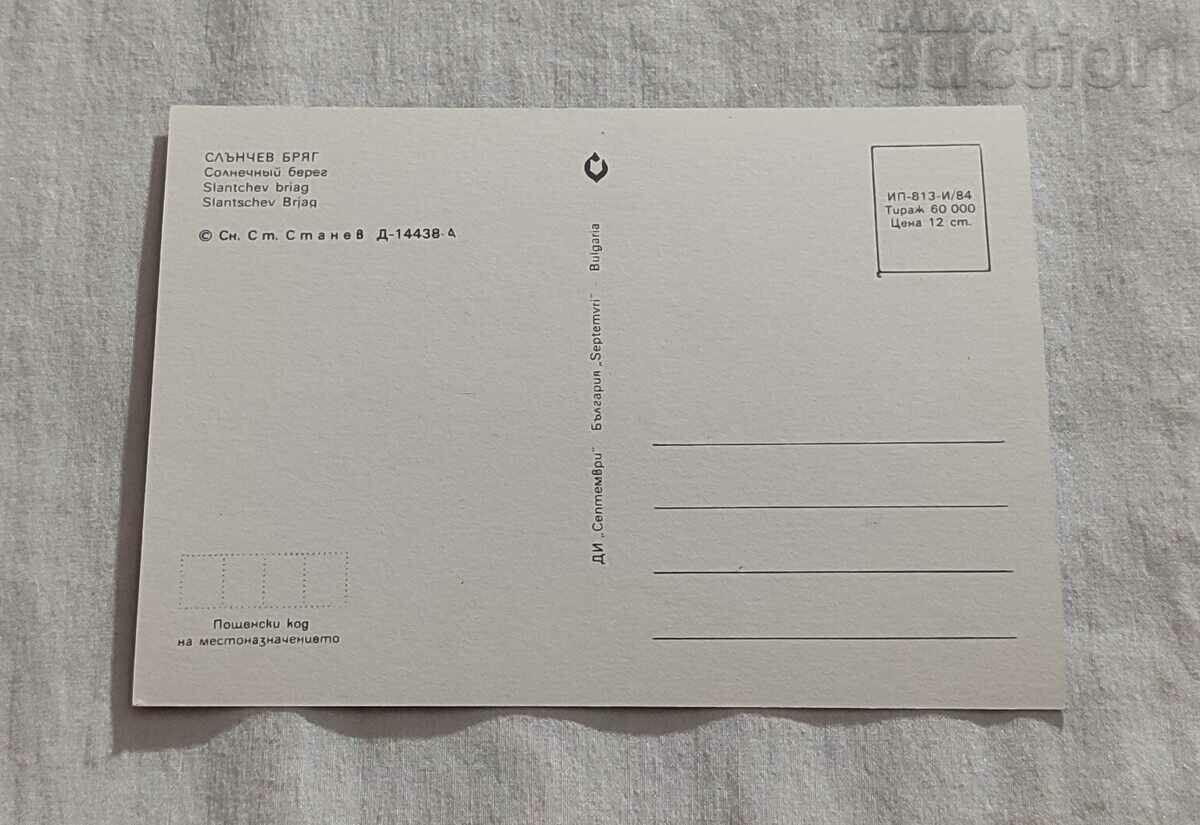 BALKAN
auction
СЛЪНЧЕВ БРЯГ
Солнечный берег
Slantchev briag
Slantschev Brjag
© Сн. Ст. Станев Д-14438-А
ИП-813-И/84
Тираж 60 000
Цена 12 ст.
ДИ „Септември" България „Septemvri" Bulgaria
Пощенски код
на местоназначението